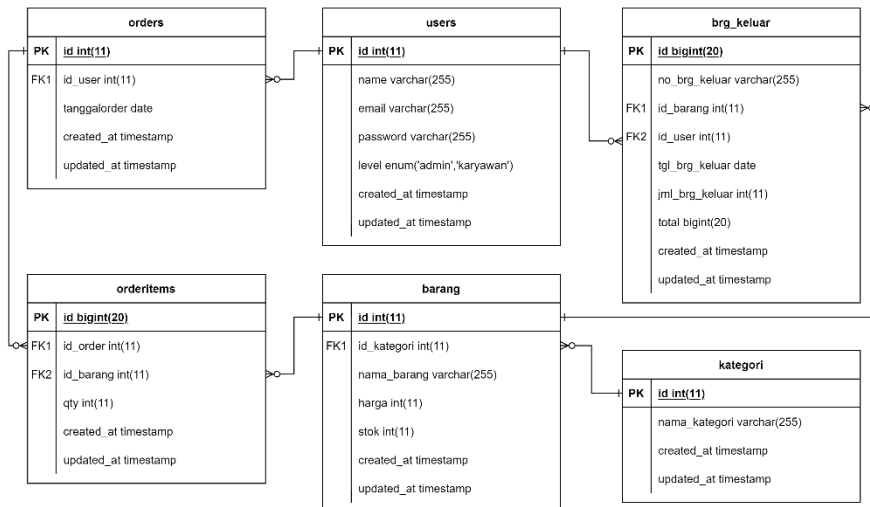 orders
PK id int(11)
FK1 id_user int(11)
tanggalorder date
created_at timestamp
updated_at timestamp
users
PK id int(11)
name varchar(255)
email varchar(255)
password varchar(255)
level enum('admin','karyawan')
created_at timestamp
updated_at timestamp
brg_keluar
PK id bigint(20)
no_brg_keluar varchar(255)
FK1 id_barang int(11)
FK2 id_user int(11)
tgl_brg_keluar date
jml_brg_keluar int(11)
total bigint(20)
created_at timestamp
updated_at timestamp
orderitems
PK id bigint(20)
FK1 id_order int(11)
FK2 id_barang int(11)
qty int(11)
created_at timestamp
updated_at timestamp
barang
PK id int(11)
FK1 id_kategori int(11)
nama_barang varchar(255)
harga int(11)
stok int(11)
created_at timestamp
updated_at timestamp
kategori
PK id int(11)
nama_kategori varchar(255)
created_at timestamp
updated_at timestamp